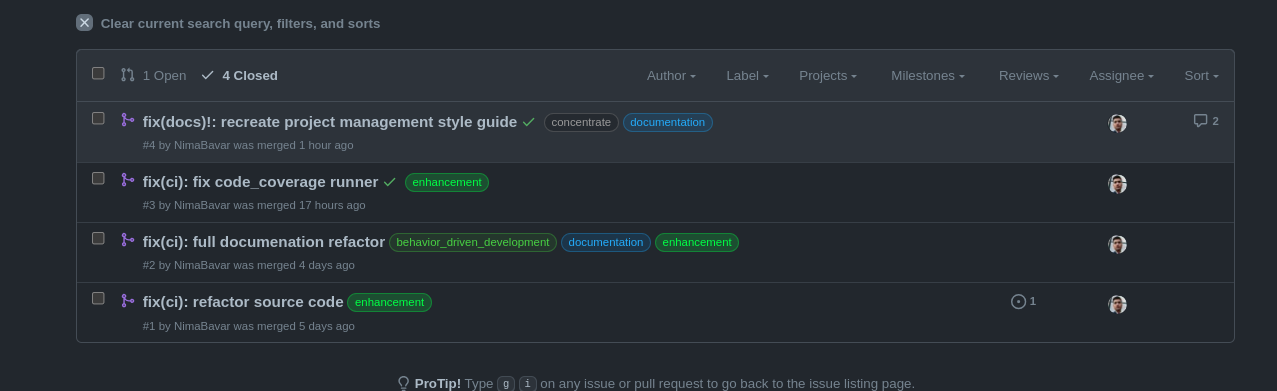 Clear current search query, filters, and sorts
1 Open 4 Closed Author Label Projects Milestones Reviews Assignee Sort
fix(docs)!: recreate project management style guide concentrate documentation 2
#4 by NimaBavar was merged 1 hour ago
fix(ci): fix code_coverage runner enhancement
#3 by NimaBavar was merged 17 hours ago
fix(ci): full documenation refactor behavior_driven_development documentation enhancement
#2 by NimaBavar was merged 4 days ago
fix(ci): refactor source code enhancement 1
#1 by NimaBavar was merged 5 days ago
ProTip! Type g i on any issue or pull request to go back to the issue listing page.